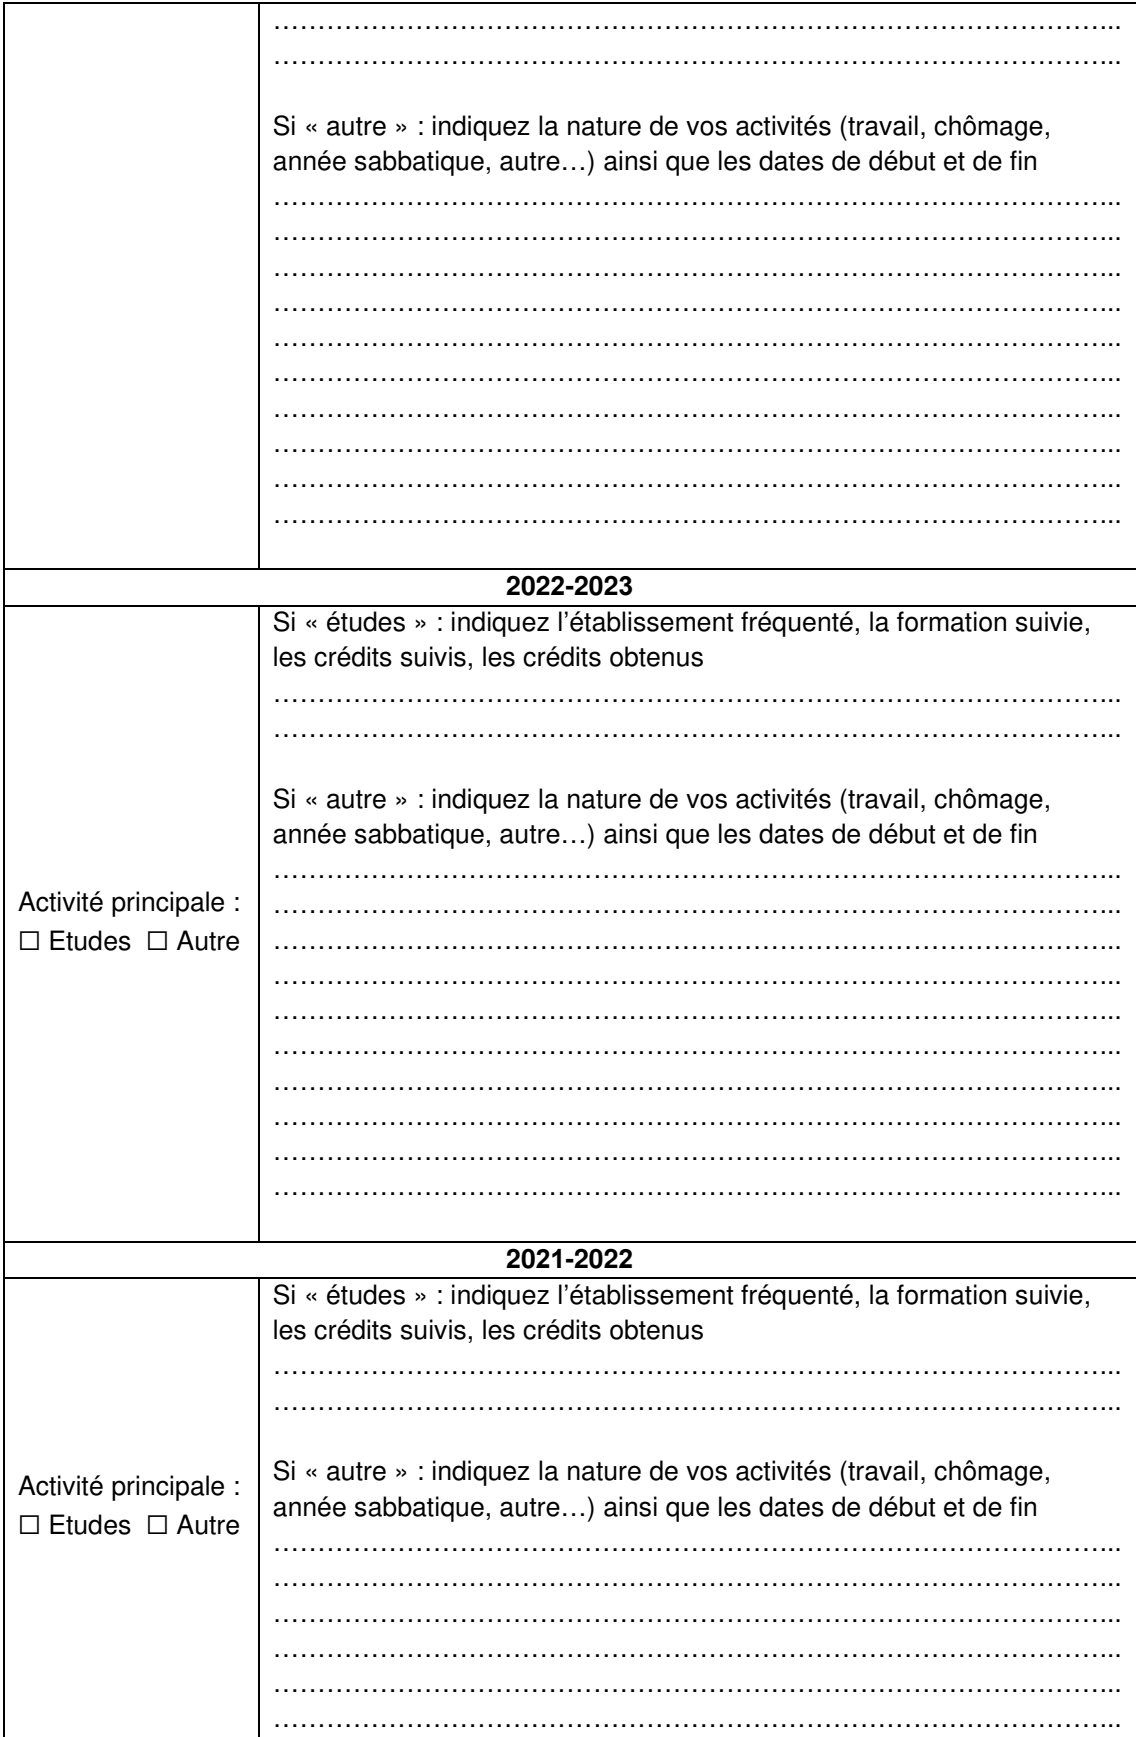 ……………………………………………………………………………………...
……………………………………………………………………………………...
Si « autre » : indiquez la nature de vos activités (travail, chômage,
année sabbatique, autre…) ainsi que les dates de début et de fin
……………………………………………………………………………………...
……………………………………………………………………………………...
……………………………………………………………………………………...
……………………………………………………………………………………...
……………………………………………………………………………………...
……………………………………………………………………………………...
……………………………………………………………………………………...
……………………………………………………………………………………...
……………………………………………………………………………………...
……………………………………………………………………………………...
2022-2023
Activité principale :
☐ Etudes ☐ Autre
Si « études » : indiquez l’établissement fréquenté, la formation suivie,
les crédits suivis, les crédits obtenus
……………………………………………………………………………………...
……………………………………………………………………………………...
Si « autre » : indiquez la nature de vos activités (travail, chômage,
année sabbatique, autre…) ainsi que les dates de début et de fin
……………………………………………………………………………………...
……………………………………………………………………………………...
……………………………………………………………………………………...
……………………………………………………………………………………...
……………………………………………………………………………………...
……………………………………………………………………………………...
……………………………………………………………………………………...
……………………………………………………………………………………...
……………………………………………………………………………………...
……………………………………………………………………………………...
2021-2022
Activité principale :
☐ Etudes ☐ Autre
Si « études » : indiquez l’établissement fréquenté, la formation suivie,
les crédits suivis, les crédits obtenus
……………………………………………………………………………………...
……………………………………………………………………………………...
Si « autre » : indiquez la nature de vos activités (travail, chômage,
année sabbatique, autre…) ainsi que les dates de début et de fin
……………………………………………………………………………………...
……………………………………………………………………………………...
……………………………………………………………………………………...
……………………………………………………………………………………...
……………………………………………………………………………………...
……………………………………………………………………………………...